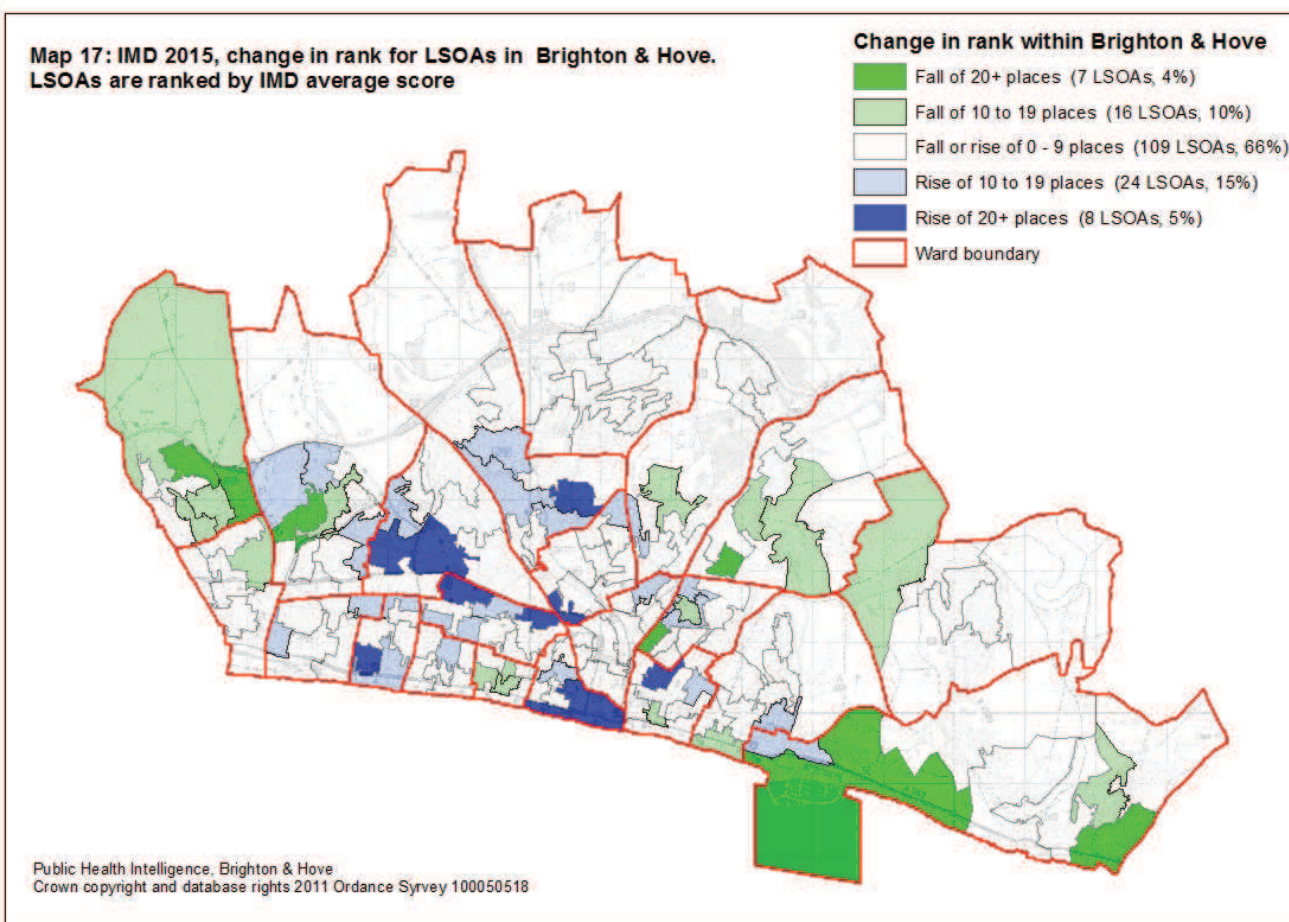 Map 17: IMD 2015, change in rank for LSOAs in Brighton & Hove.
LSOAs are ranked by IMD average score
Change in rank within Brighton & Hove
Fall of 20+ places (7 LSOAs, 4%)
Fall of 10 to 19 places (16 LSOAs, 10%)
Fall or rise of 0 - 9 places (109 LSOAs, 66%)
Rise of 10 to 19 places (24 LSOAs, 15%)
Rise of 20+ places (8 LSOAs, 5%)
Ward boundary
Public Health Intelligence, Brighton & Hove
Crown copyright and database rights 2011 Ordance Syrvey 100050518